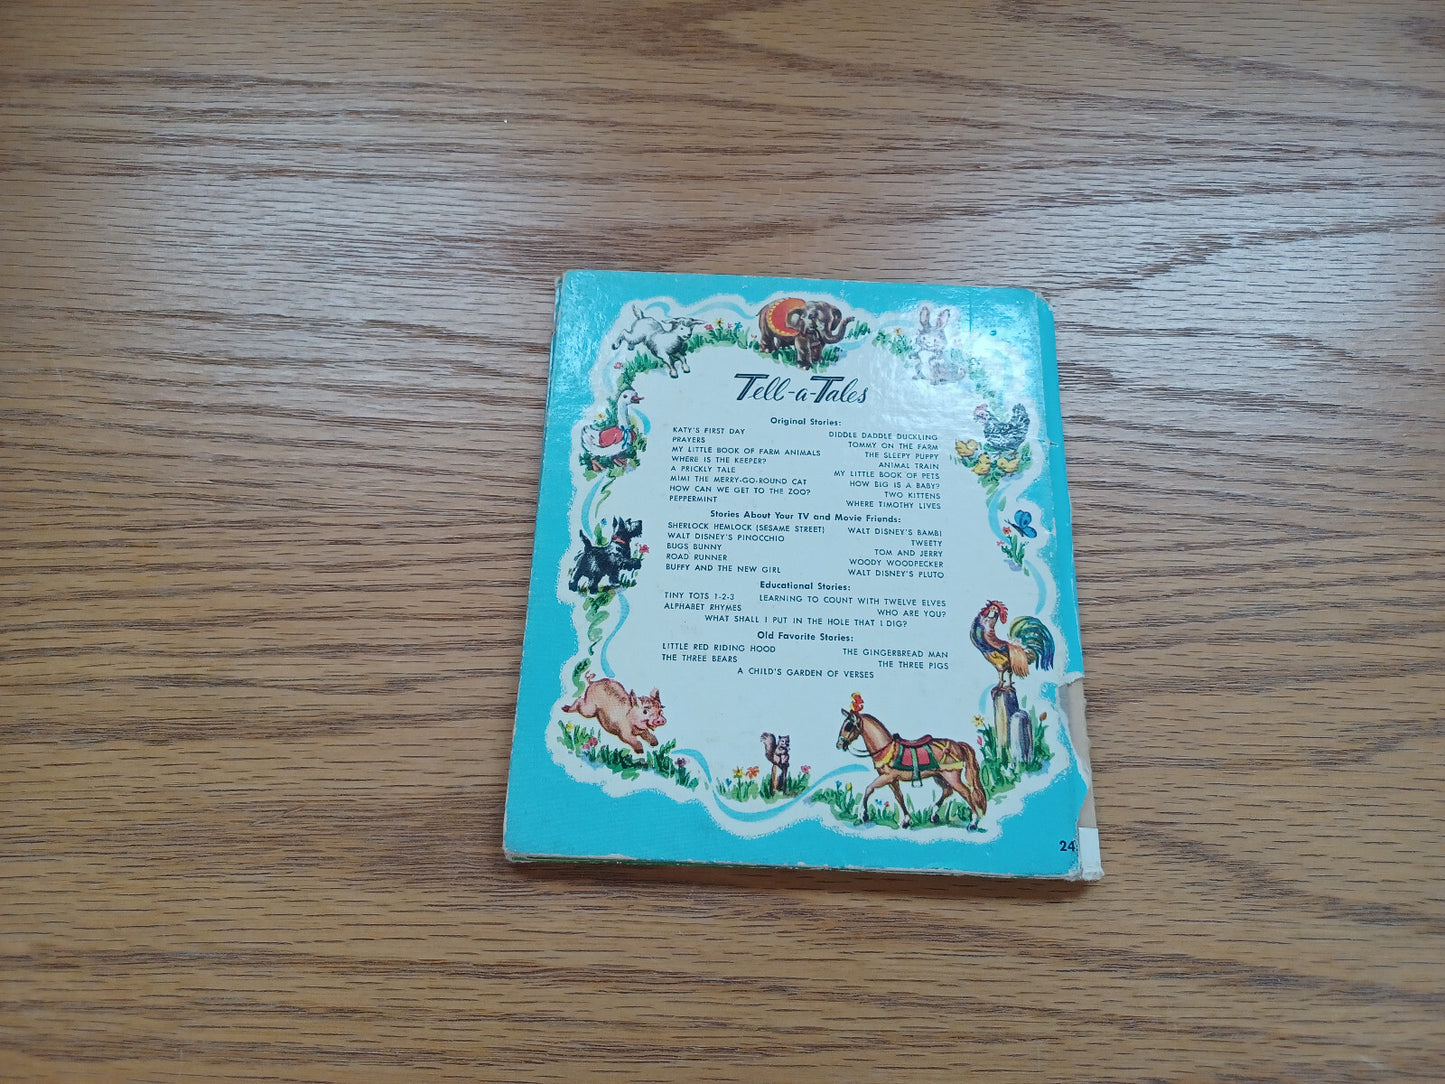 Tell-a-Tales
Original Stories:
KATY'S FIRST DAY DIDDLE DADDLE DUCKLING
PRAYERS TOMMY ON THE FARM
MY LITTLE BOOK OF FARM ANIMALS THE SLEEPY PUPPY
WHERE IS THE KEEPER? ANIMAL TRAIN
A PRICKLY TALE MY LITTLE BOOK OF PETS
MIMI THE MERRY-GO-ROUND CAT HOW BIG IS A BABY?
HOW CAN WE GET TO THE ZOO? TWO KITTENS
PEPPERMINT WHERE TIMOTHY LIVES
Stories About Your TV and Movie Friends:
SHERLOCK HEMLOCK (SESAME STREET) WALT DISNEY'S BAMBI
WALT DISNEY'S PINOCCHIO TWEETY
BUGS BUNNY TOM AND JERRY
ROAD RUNNER WOODY WOODPECKER
BUFFY AND THE NEW GIRL WALT DISNEY'S PLUTO
Educational Stories:
TINY TOTS 1-2-3 LEARNING TO COUNT WITH TWELVE ELVES
ALPHABET RHYMES WHO ARE YOU?
WHAT SHALL I PUT IN THE HOLE THAT I DIG?
Old Favorite Stories:
LITTLE RED RIDING HOOD THE GINGERBREAD MAN
THE THREE BEARS THE THREE PIGS
A CHILD'S GARDEN OF VERSES
24